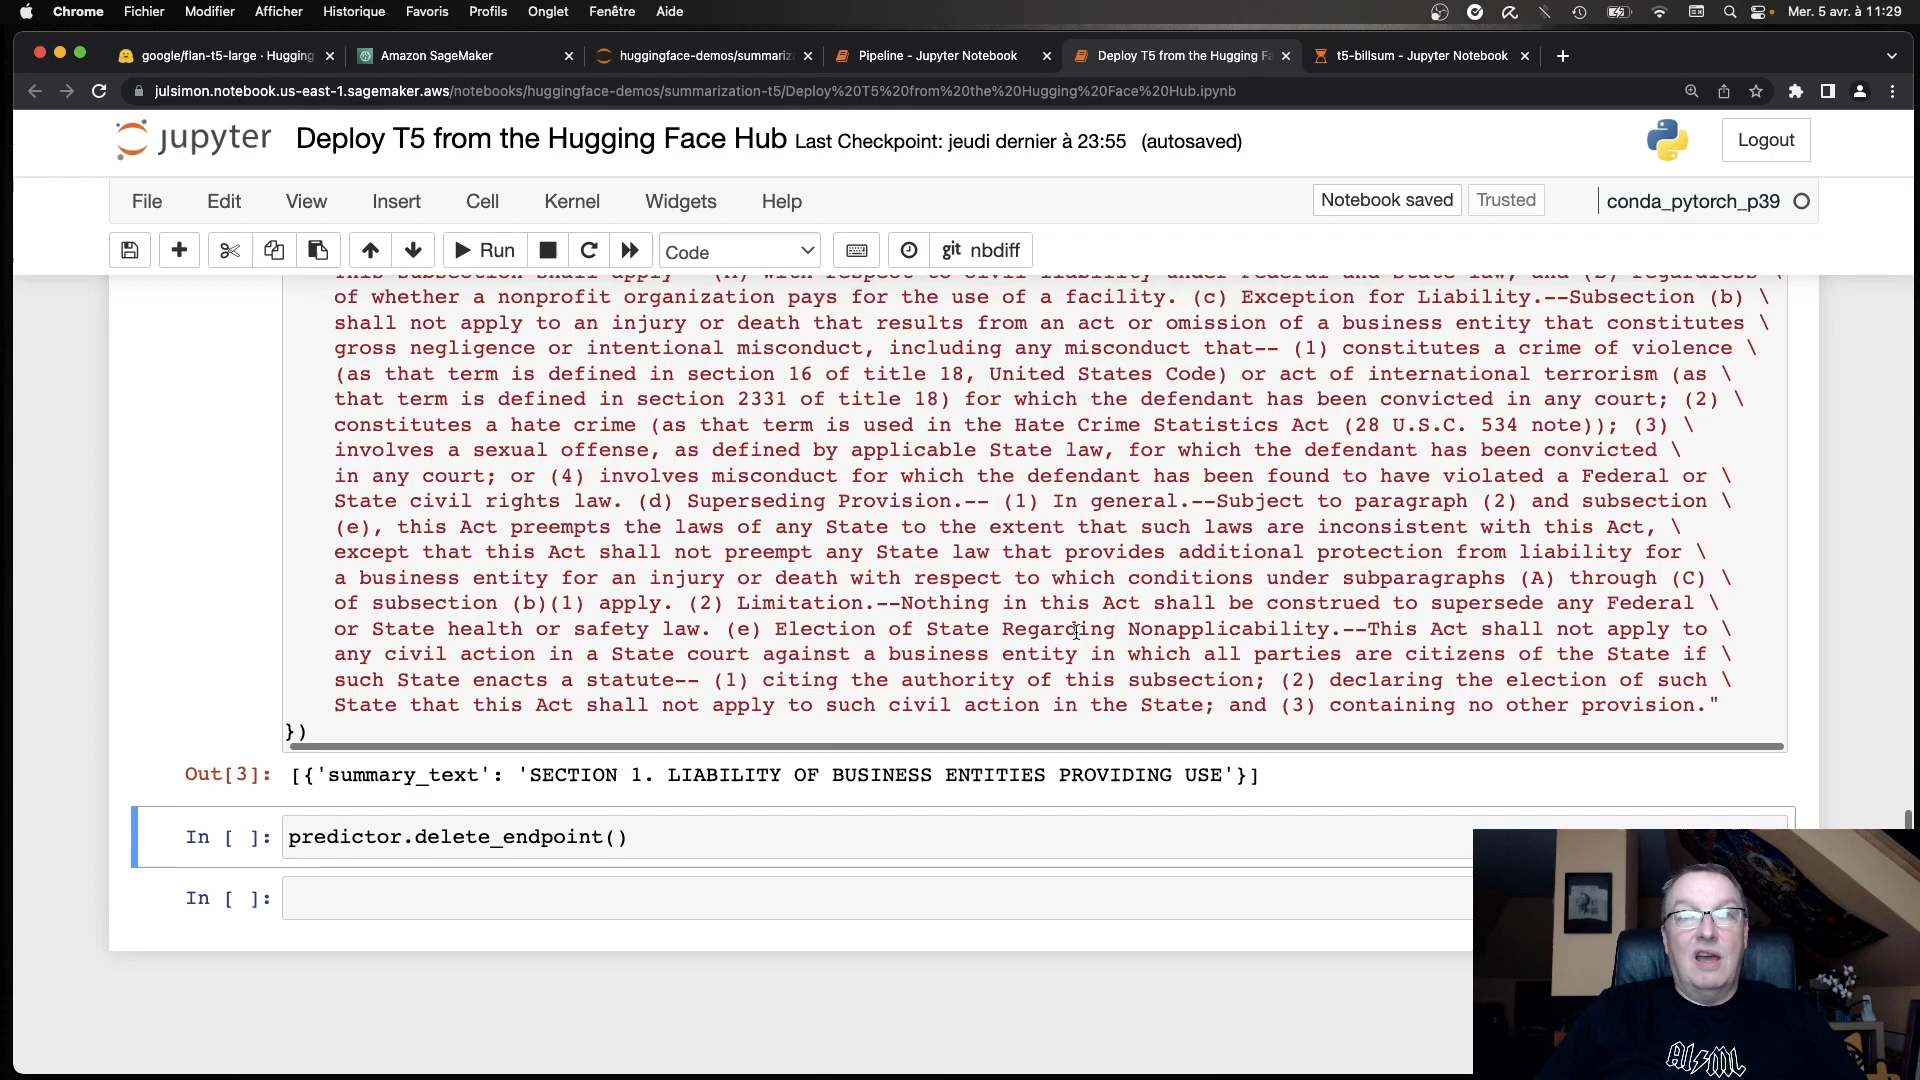 Chrome Fichier Modifier Afficher Historique Favoris Profils Onglet Fenêtre Aide Mer. 5 avr. à 11:29
google/flan-t5-large · Hugging
Amazon SageMaker
huggingface-demos/summariz
Pipeline - Jupyter Notebook
Deploy T5 from the Hugging Fa
t5-billsum - Jupyter Notebook
julsimon.notebook.us-east-1.sagemaker.aws/notebooks/huggingface-demos/summarization-t5/Deploy%20T5%20from%20the%20Hugging%20Face%20Hub.ipynb
jupyter Deploy T5 from the Hugging Face Hub Last Checkpoint: jeudi dernier à 23:55 (autosaved) Logout
File Edit View Insert Cell Kernel Widgets Help Notebook saved Trusted conda_pytorch_p39
Run Code git nbdiff
This subsection shall apply-- (A) with respect to civil liability under Federal and State law; and (B) regardless \
of whether a nonprofit organization pays for the use of a facility. (c) Exception for Liability.--Subsection (b) \
shall not apply to an injury or death that results from an act or omission of a business entity that constitutes \
gross negligence or intentional misconduct, including any misconduct that-- (1) constitutes a crime of violence \
(as that term is defined in section 16 of title 18, United States Code) or act of international terrorism (as \
that term is defined in section 2331 of title 18) for which the defendant has been convicted in any court; (2) \
constitutes a hate crime (as that term is used in the Hate Crime Statistics Act (28 U.S.C. 534 note)); (3) \
involves a sexual offense, as defined by applicable State law, for which the defendant has been convicted \
in any court; or (4) involves misconduct for which the defendant has been found to have violated a Federal or \
State civil rights law. (d) Superseding Provision.-- (1) In general.--Subject to paragraph (2) and subsection \
(e), this Act preempts the laws of any State to the extent that such laws are inconsistent with this Act, \
except that this Act shall not preempt any State law that provides additional protection from liability for \
a business entity for an injury or death with respect to which conditions under subparagraphs (A) through (C) \
of subsection (b)(1) apply. (2) Limitation.--Nothing in this Act shall be construed to supersede any Federal \
or State health or safety law. (e) Election of State Regarding Nonapplicability.--This Act shall not apply to \
any civil action in a State court against a business entity in which all parties are citizens of the State if \
such State enacts a statute-- (1) citing the authority of this subsection; (2) declaring the election of such \
State that this Act shall not apply to such civil action in the State; and (3) containing no other provision."
})
Out[3]: [{'summary_text': 'SECTION 1. LIABILITY OF BUSINESS ENTITIES PROVIDING USE'}]
In [ ]: predictor.delete_endpoint()
In [ ]:
AI/ML